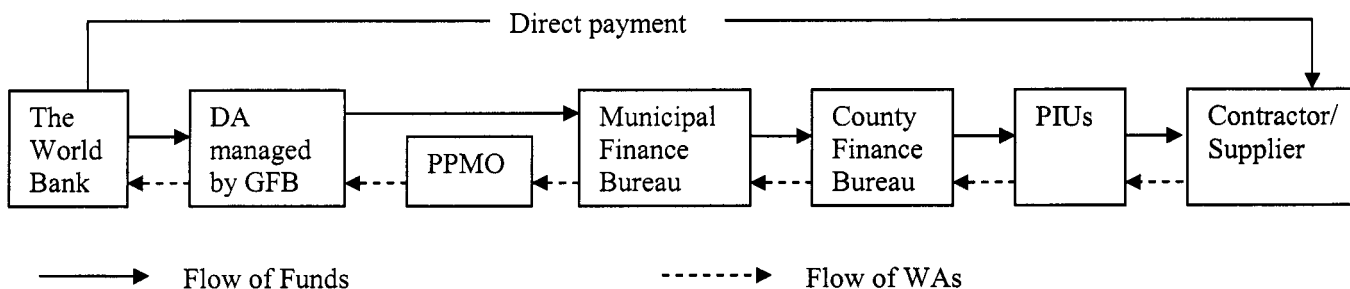 Direct payment
The
World
Bank
DA
managed
by GFB
PPMO
Municipal
Finance
Bureau
County
Finance
Bureau
PIUs
Contractor/
Supplier
Flow of Funds
Flow of WAs